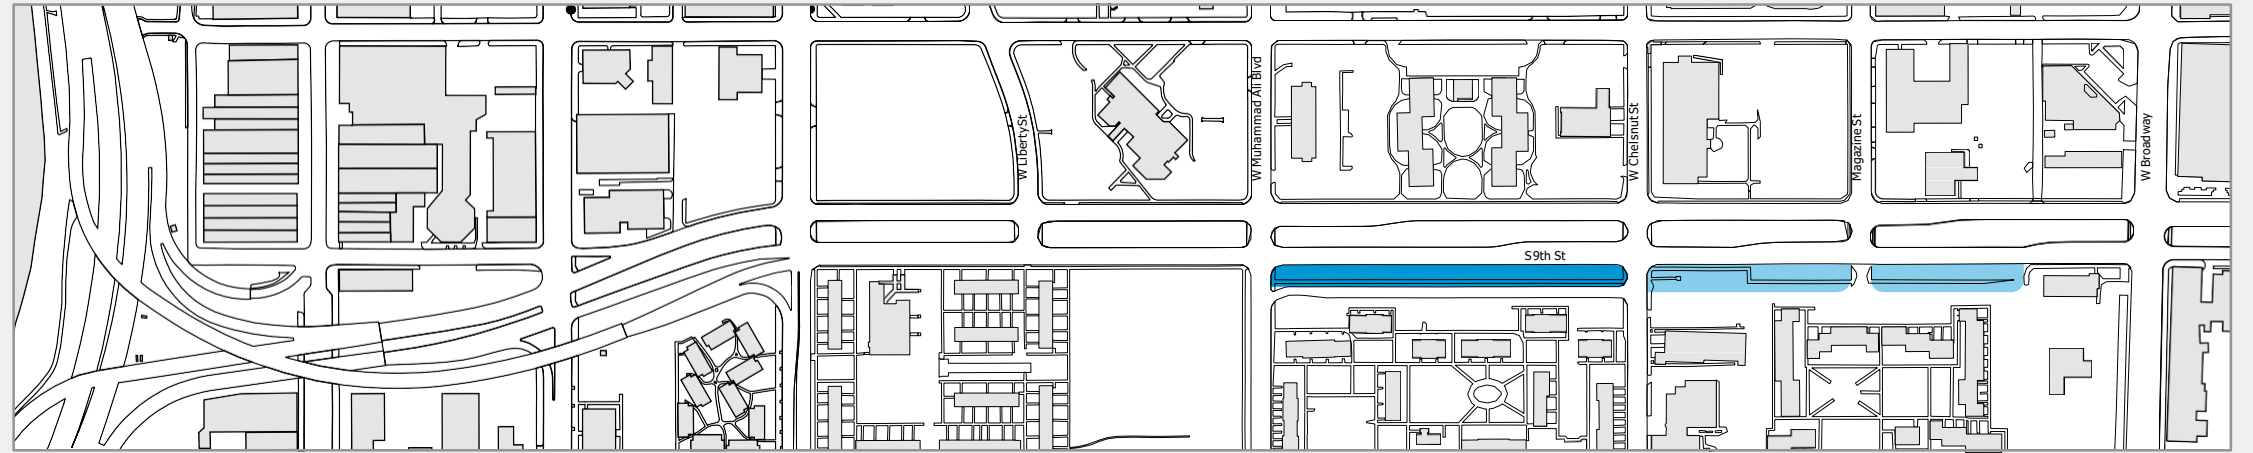 W Liberty St
W Muhammad Ali Blvd
W Chelsnut St
Magazine St
W Broadway
S 9th St